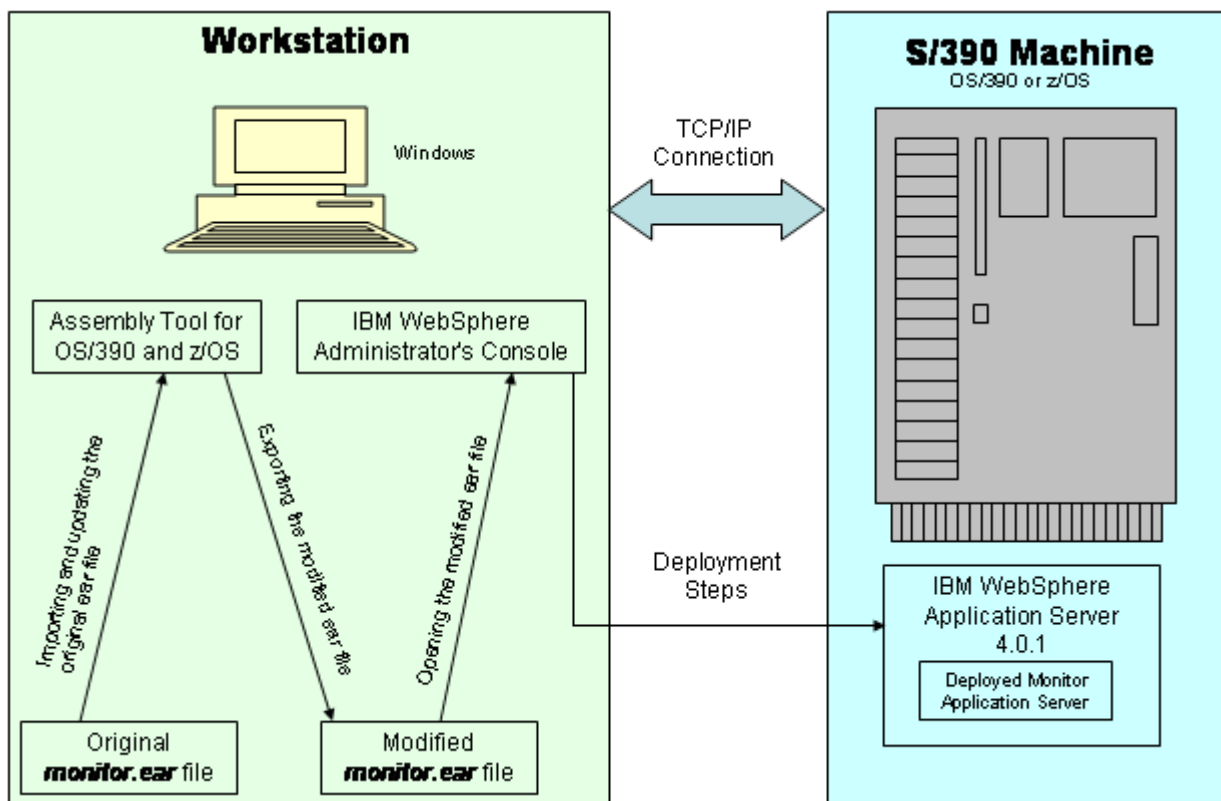 Workstation
Windows
Assembly Tool for
OS/390 and z/OS
IBM WebSphere
Administrator's Console
Importing and updating the
original ear file
Exporting the modified ear file
Opening the modified ear file
Original
monitor.ear file
Modified
monitor.ear file
TCP/IP
Connection
Deployment
Steps
S/390 Machine
OS/390 or z/OS
IBM WebSphere
Application Server
4.0.1
Deployed Monitor
Application Server